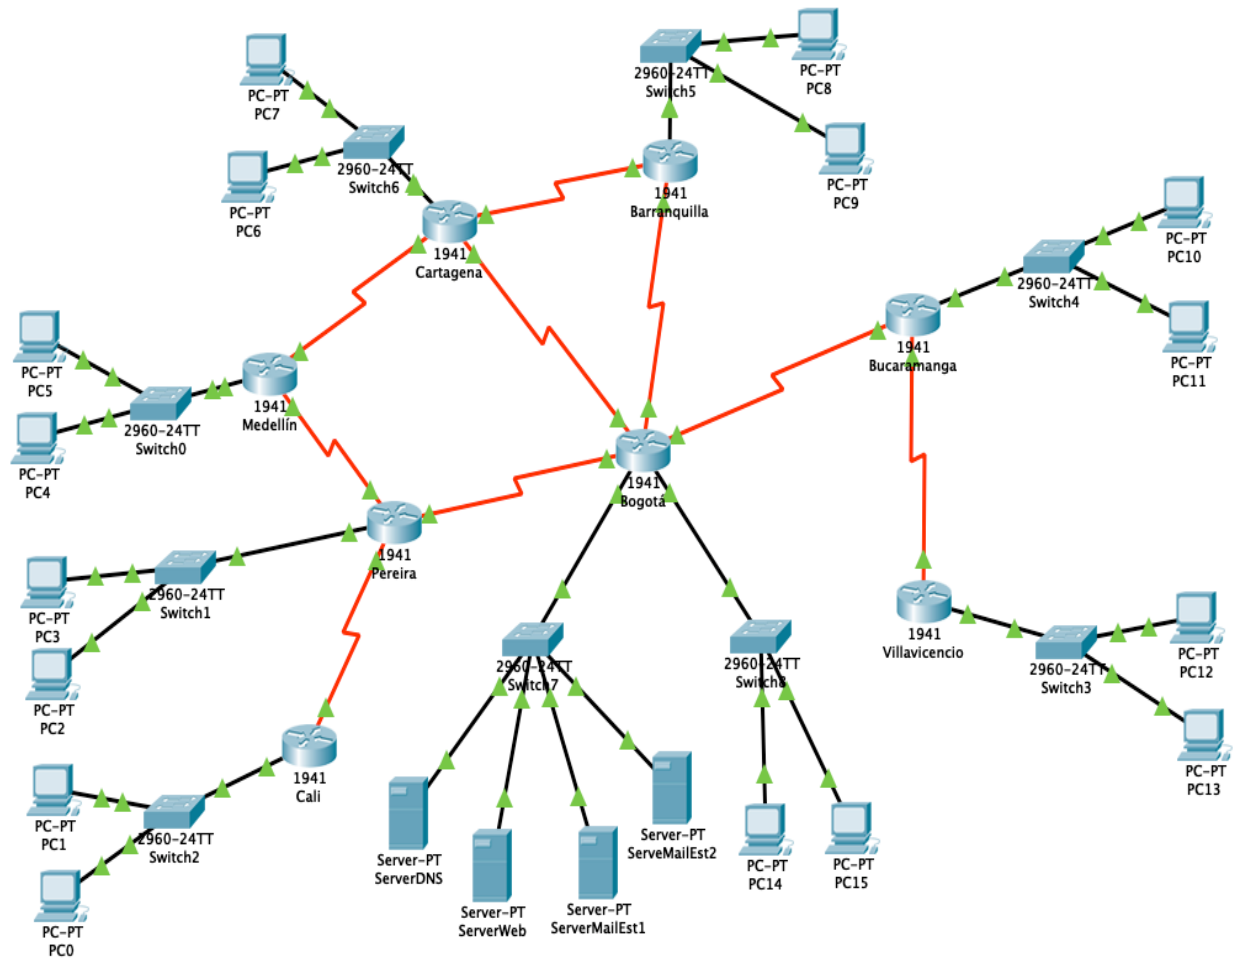 PC-PT
PC7
PC-PT
PC6
2960-24TT
Switch6
1941
Cartagena
2960-24TT
Switch5
PC-PT
PC8
PC-PT
PC9
1941
Barranquilla
PC-PT
PC10
2960-24TT
Switch4
PC-PT
PC11
1941
Bucaramanga
PC-PT
PC5
PC-PT
PC4
2960-24TT
Switch0
1941
Medellín
1941
Bogotá
PC-PT
PC3
PC-PT
PC2
2960-24TT
Switch1
1941
Pereira
1941
Villavicencio
2960-24TT
Switch3
PC-PT
PC12
PC-PT
PC13
2960-24TT
Switch7
2960-24TT
Switch8
PC-PT
PC1
PC-PT
PC0
2960-24TT
Switch2
1941
Cali
Server-PT
ServerDNS
Server-PT
ServerWeb
Server-PT
ServerMailEst1
Server-PT
ServeMailEst2
PC-PT
PC14
PC-PT
PC15